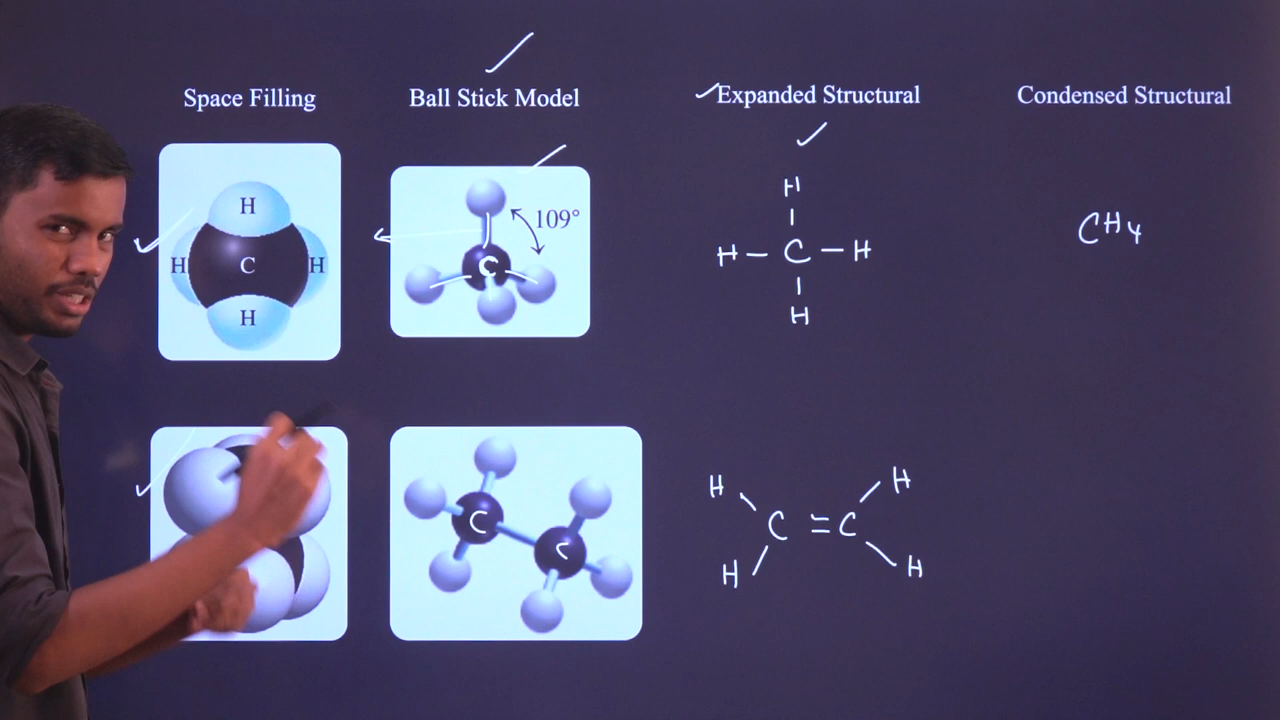 Space Filling
Ball Stick Model
Expanded Structural
Condensed Structural
H
H C H
H
109°
C
H
H – C – H
H
CH4
C
C
H H
C = C
H H